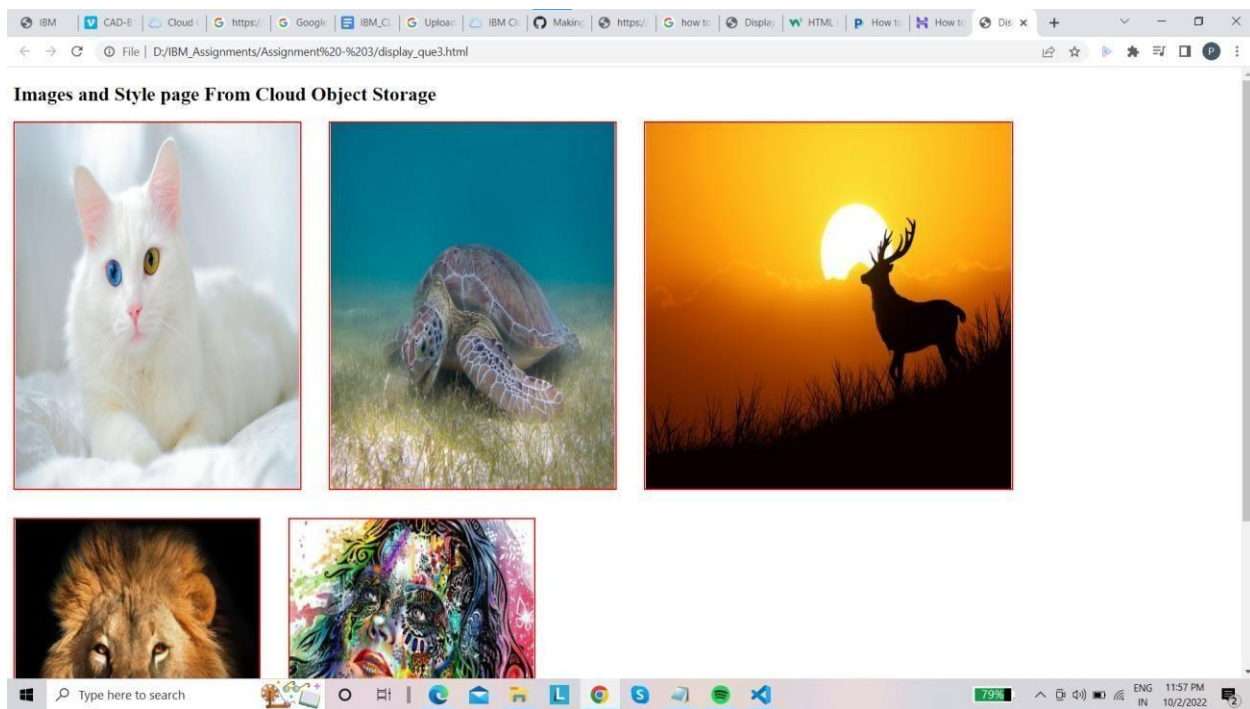 IBM CAD-B Cloud G https:/ Google IBM_CL Upload IBM Cl Making https:/ how to Display HTML How to How to Dis
File D:/IBM_Assignments/Assignment%20-%203/display_que3.html P
Images and Style page From Cloud Object Storage
Type here to search L 79% ENG 11:57 PM
IN 10/2/2022 2